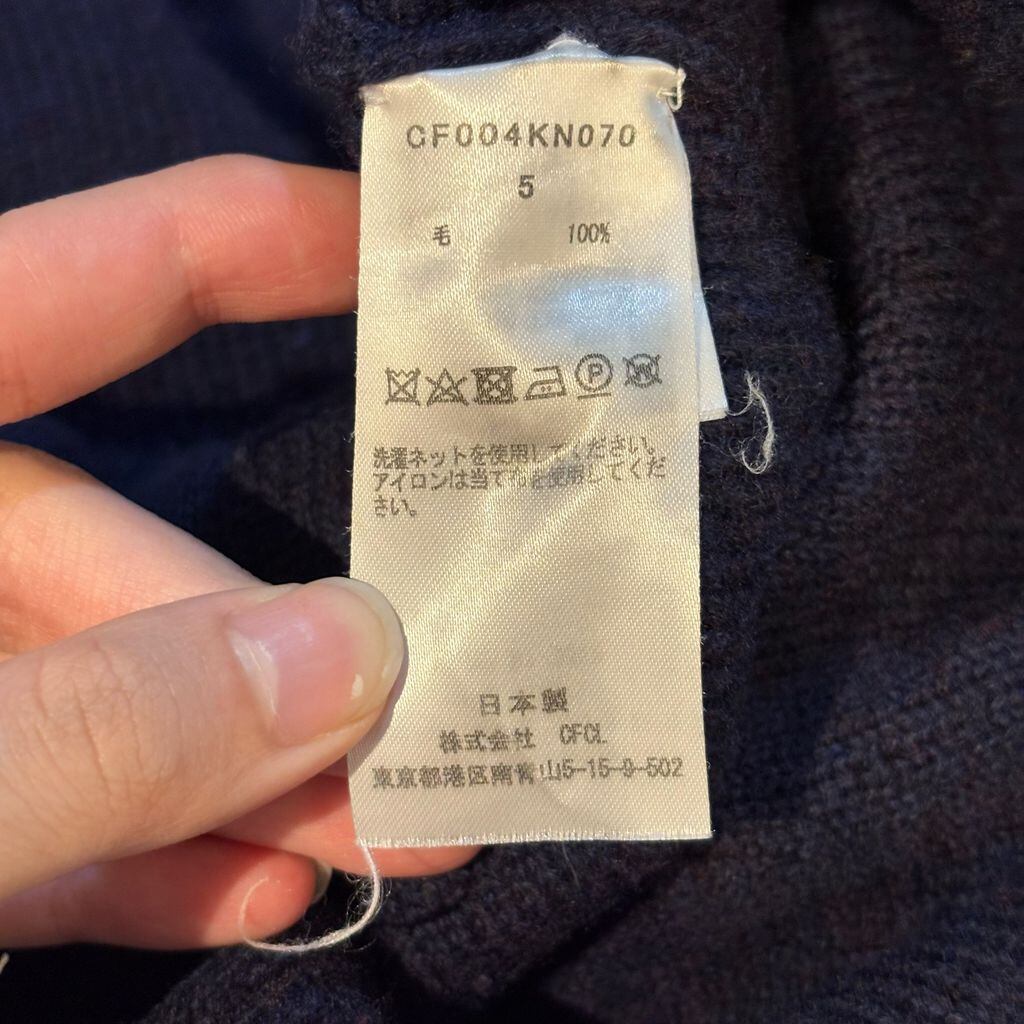 CF004KN070
5
毛 100%
P
W
洗濯ネットを使用してください。
アイロンは当て布を使用してくだ
さい。
日本製
株式会社 CFCL
東京都港区南青山5-15-9-502